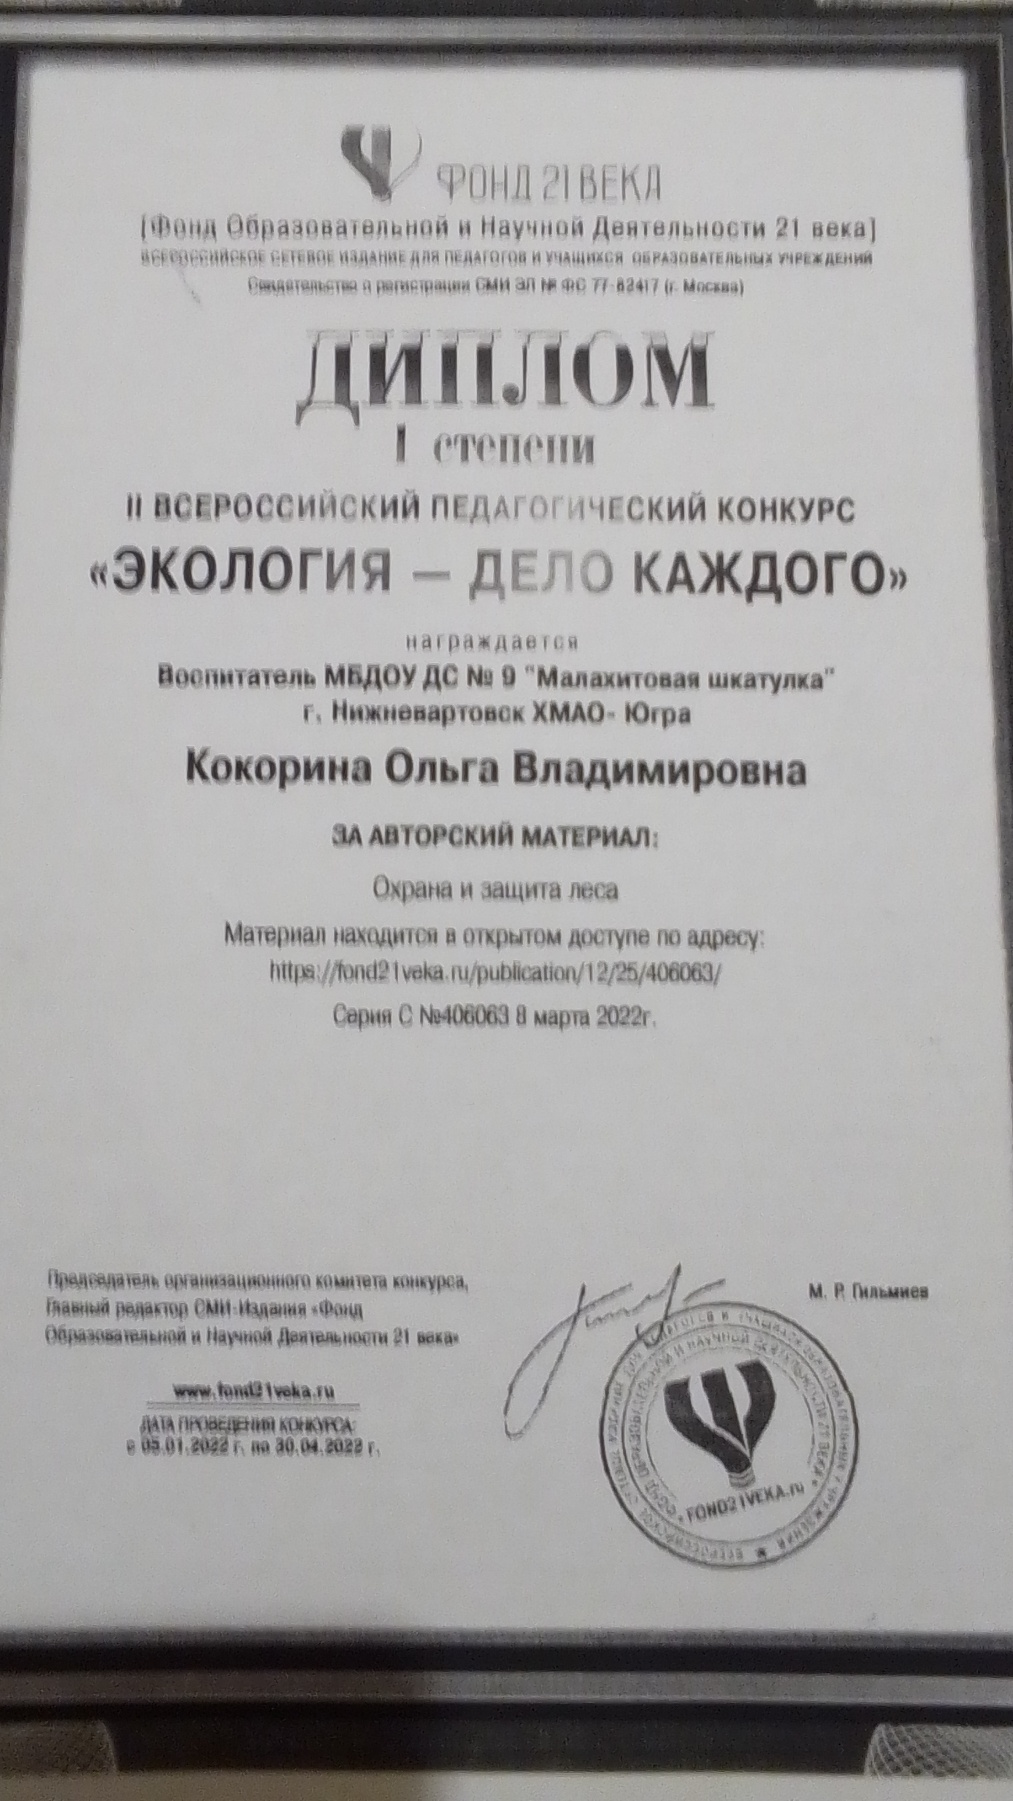 ФОНД 21 ВЕКА
[Фонд Образовательной и Научной Деятельности 21 века]
ВСЕРОССИЙСКОЕ СЕТЕВОЕ ИЗДАНИЕ ДЛЯ ПЕДАГОГОВ И УЧАЩИХСЯ ОБРАЗОВАТЕЛЬНЫХ УЧРЕЖДЕНИЙ
Свидетельство о регистрации СМИ ЭЛ № ФС 77-82417 (г. Москва)
ДИПЛОМ
I степени
II ВСЕРОССИЙСКИЙ ПЕДАГОГИЧЕСКИЙ КОНКУРС
«ЭКОЛОГИЯ — ДЕЛО КАЖДОГО»
награждается
Воспитатель МБДОУ ДС № 9 "Малахитовая шкатулка"
г. Нижневартовск ХМАО- Югра
Кокорина Ольга Владимировна
ЗА АВТОРСКИЙ МАТЕРИАЛ:
Охрана и защита леса
Материал находится в открытом доступе по адресу:
https://fond21veka.ru/publication/12/25/406063/
Серия С №406063 8 марта 2022г.
Председатель организационного комитета конкурса,
Главный редактор СМИ-Издания «Фонд
Образовательной и Научной Деятельности 21 века»
М. Р. Гильмиев
www.fond21veka.ru
ДАТА ПРОВЕДЕНИЯ КОНКУРСА:
с 05.01.2022 г. по 30.04.2022 г.
FOND21VEKA.ru